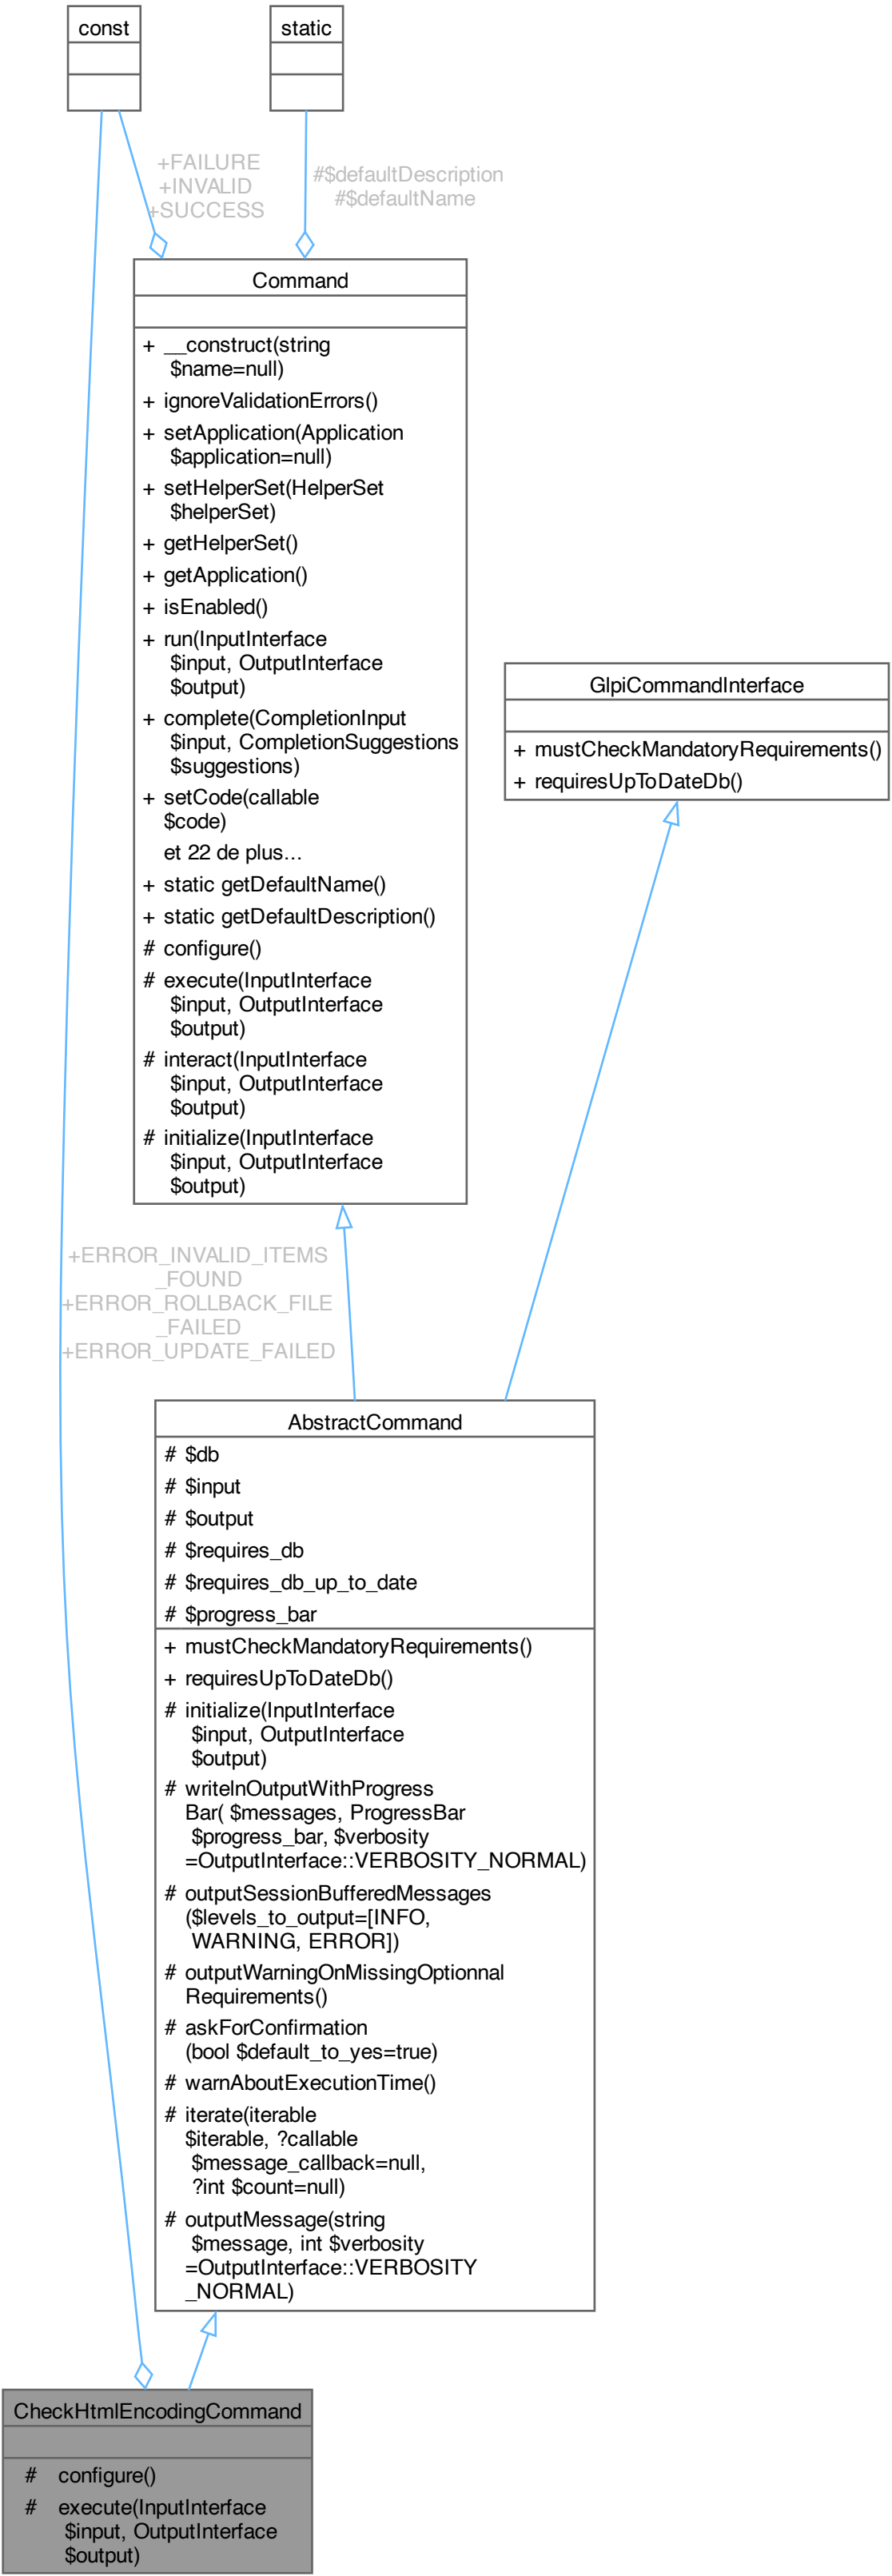 const
static
+FAILURE
+INVALID
+SUCCESS
#$defaultDescription
#$defaultName
Command
+ __construct(string
$name=null)
+ ignoreValidationErrors()
+ setApplication(Application
$application=null)
+ setHelperSet(HelperSet
$helperSet)
+ getHelperSet()
+ getApplication()
+ isEnabled()
+ run(InputInterface
$input, OutputInterface
$output)
+ complete(CompletionInput
$input, CompletionSuggestions
$suggestions)
+ setCode(callable
$code)
et 22 de plus...
+ static getDefaultName()
+ static getDefaultDescription()
# configure()
# execute(InputInterface
$input, OutputInterface
$output)
# interact(InputInterface
$input, OutputInterface
$output)
# initialize(InputInterface
$input, OutputInterface
$output)
GlpiCommandInterface
+ mustCheckMandatoryRequirements()
+ requiresUpToDateDb()
+ERROR_INVALID_ITEMS
_FOUND
+ERROR_ROLLBACK_FILE
_FAILED
+ERROR_UPDATE_FAILED
AbstractCommand
# $db
# $input
# $output
# $requires_db
# $requires_db_up_to_date
# $progress_bar
+ mustCheckMandatoryRequirements()
+ requiresUpToDateDb()
# initialize(InputInterface
$input, OutputInterface
$output)
# writelnOutputWithProgress
Bar( $messages, ProgressBar
$progress_bar, $verbosity
=OutputInterface::VERBOSITY_NORMAL)
# outputSessionBufferedMessages
($levels_to_output=[INFO,
WARNING, ERROR])
# outputWarningOnMissingOptionnal
Requirements()
# askForConfirmation
(bool $default_to_yes=true)
# warnAboutExecutionTime()
# iterate(iterable
$iterable, ?callable
$message_callback=null,
?int $count=null)
# outputMessage(string
$message, int $verbosity
=OutputInterface::VERBOSITY
_NORMAL)
CheckHtmlEncodingCommand
# configure()
# execute(InputInterface
$input, OutputInterface
$output)